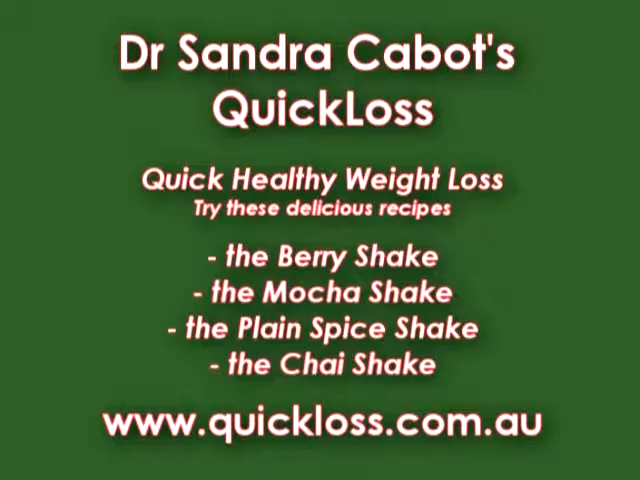 Dr Sandra Cabot's
QuickLoss
Quick Healthy Weight Loss
Try these delicious recipes
- the Berry Shake
- the Mocha Shake
- the Plain Spice Shake
- the Chai Shake
www.quickloss.com.au